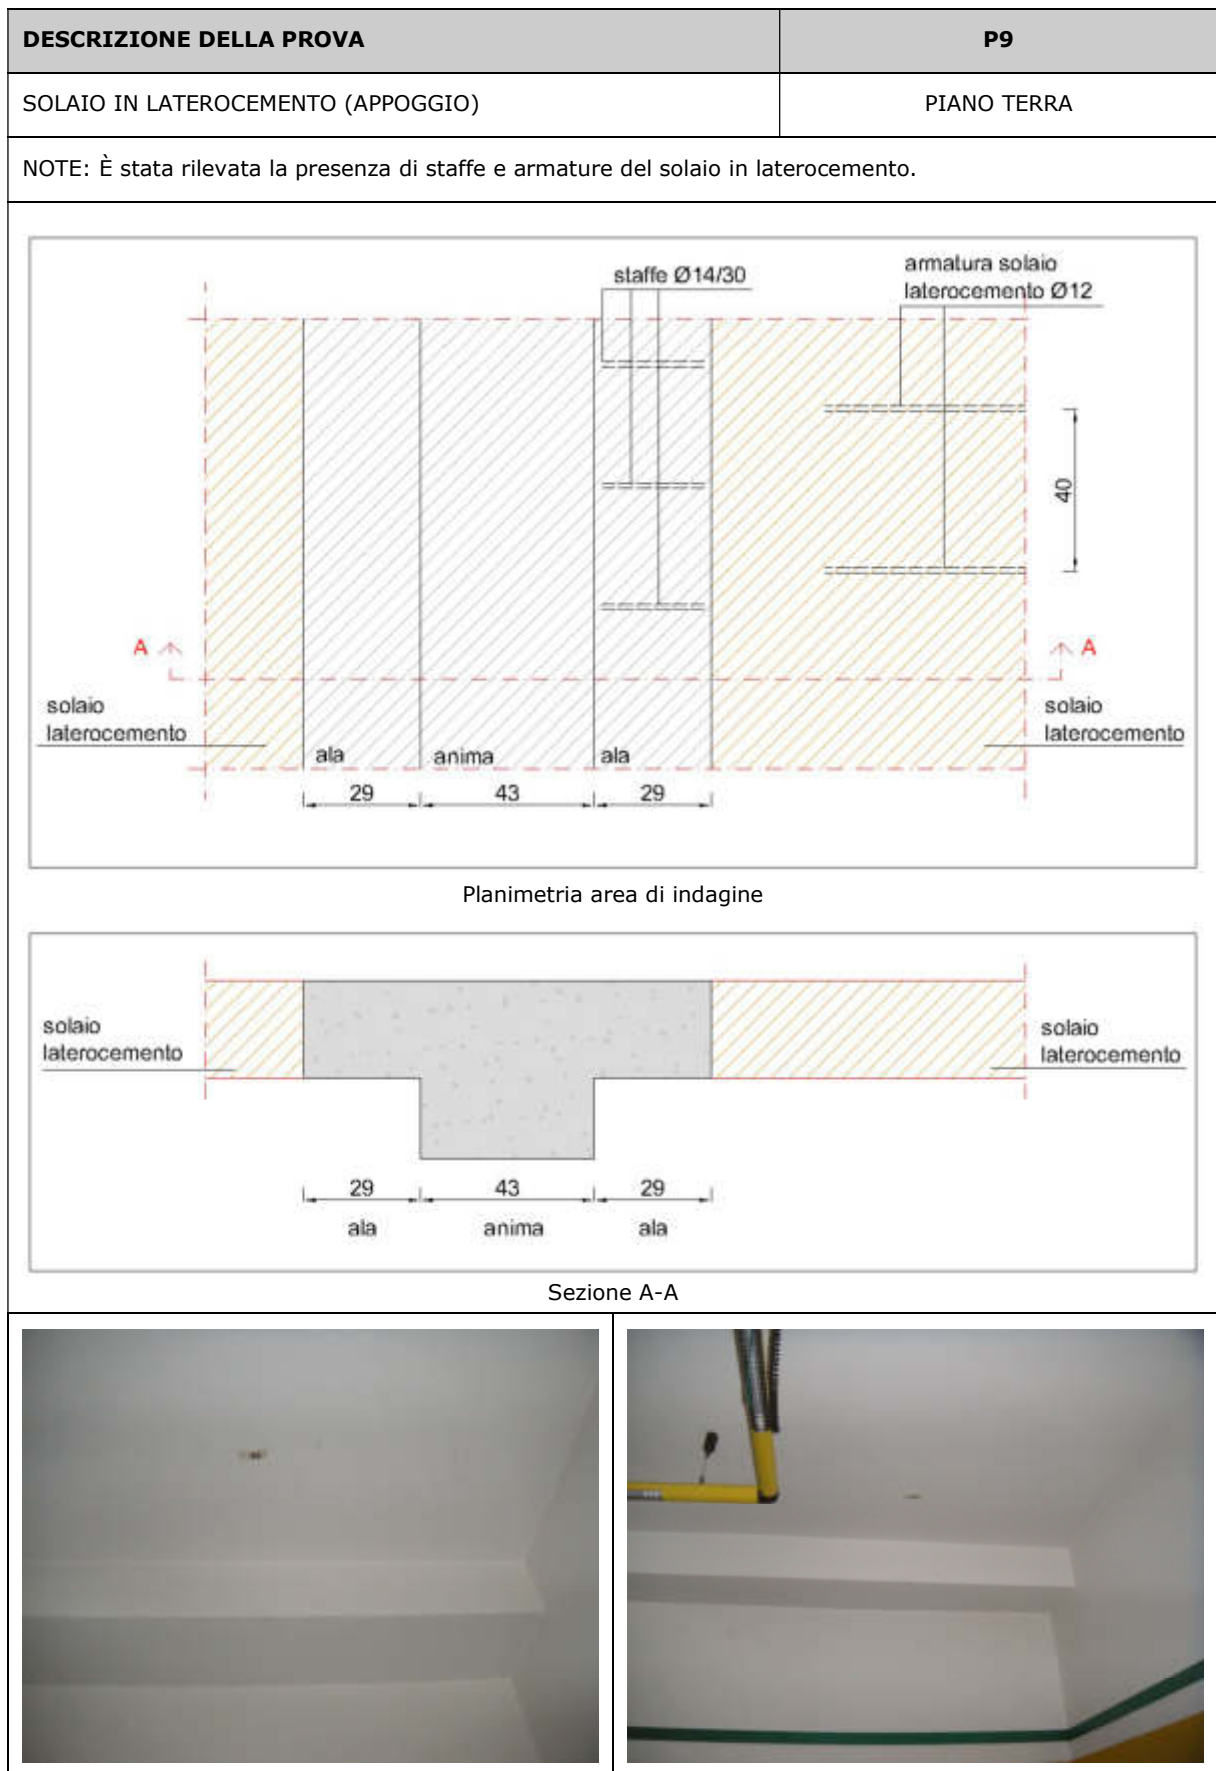 DESCRIZIONE DELLA PROVA P9
SOLAIO IN LATEROCEMENTO (APPOGGIO) PIANO TERRA
NOTE: È stata rilevata la presenza di staffe e armature del solaio in laterocemento.
staffe Ø14/30
armatura solaio
laterocemento Ø12
40
A A
solaio
laterocemento
solaio
laterocemento
ala anima ala
29 43 29
Planimetria area di indagine
solaio
laterocemento
solaio
laterocemento
29 43 29
ala anima ala
Sezione A-A